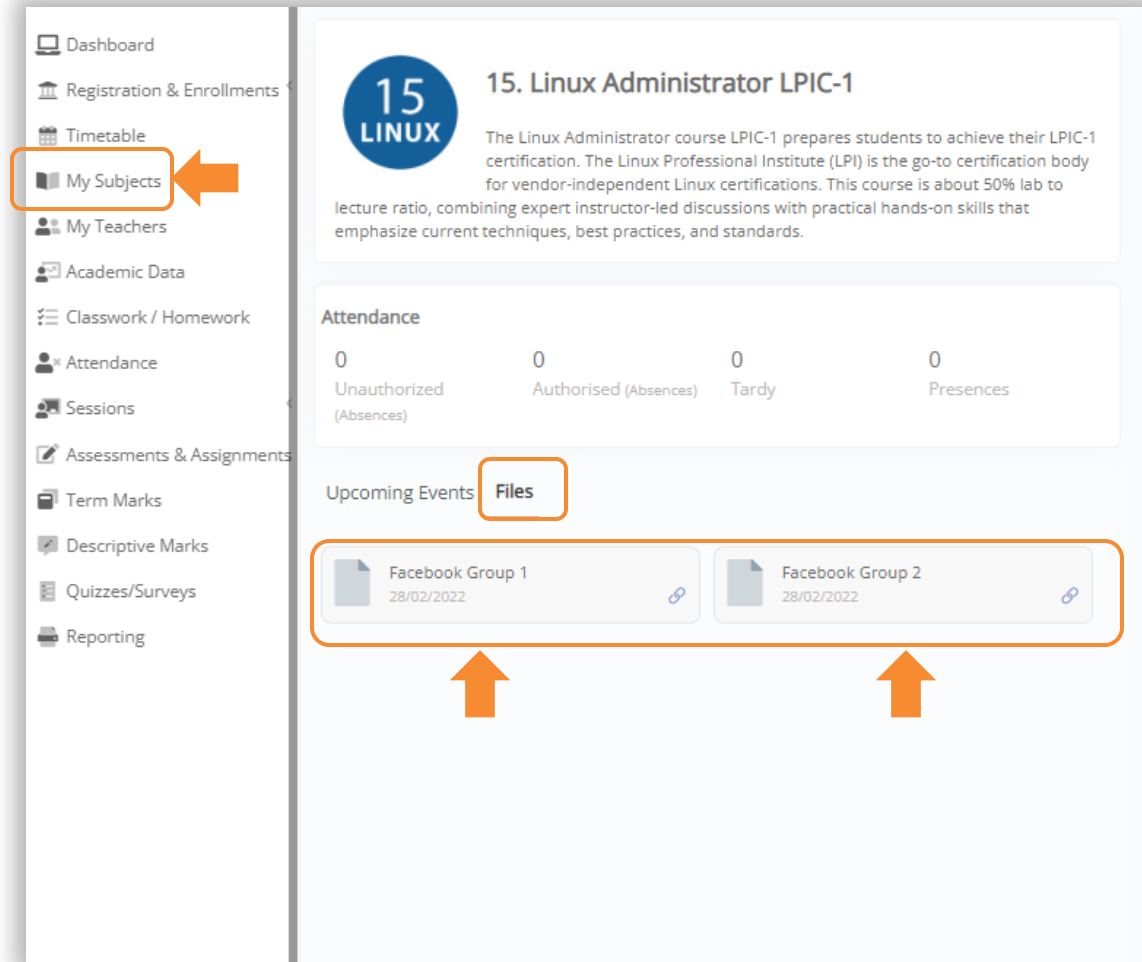 Dashboard
Registration & Enrollments
Timetable
My Subjects
My Teachers
Academic Data
Classwork / Homework
Attendance
Sessions
Assessments & Assignments
Term Marks
Descriptive Marks
Quizzes/Surveys
Reporting
15
LINUX
15. Linux Administrator LPIC-1
The Linux Administrator course LPIC-1 prepares students to achieve their LPIC-1
certification. The Linux Professional Institute (LPI) is the go-to certification body
for vendor-independent Linux certifications. This course is about 50% lab to
lecture ratio, combining expert instructor-led discussions with practical hands-on skills that
emphasize current techniques, best practices, and standards.
Attendance
0 0 0 0
Unauthorized Authorised (Absences) Tardy Presences
(Absences)
Upcoming Events Files
Facebook Group 1 Facebook Group 2
28/02/2022 28/02/2022